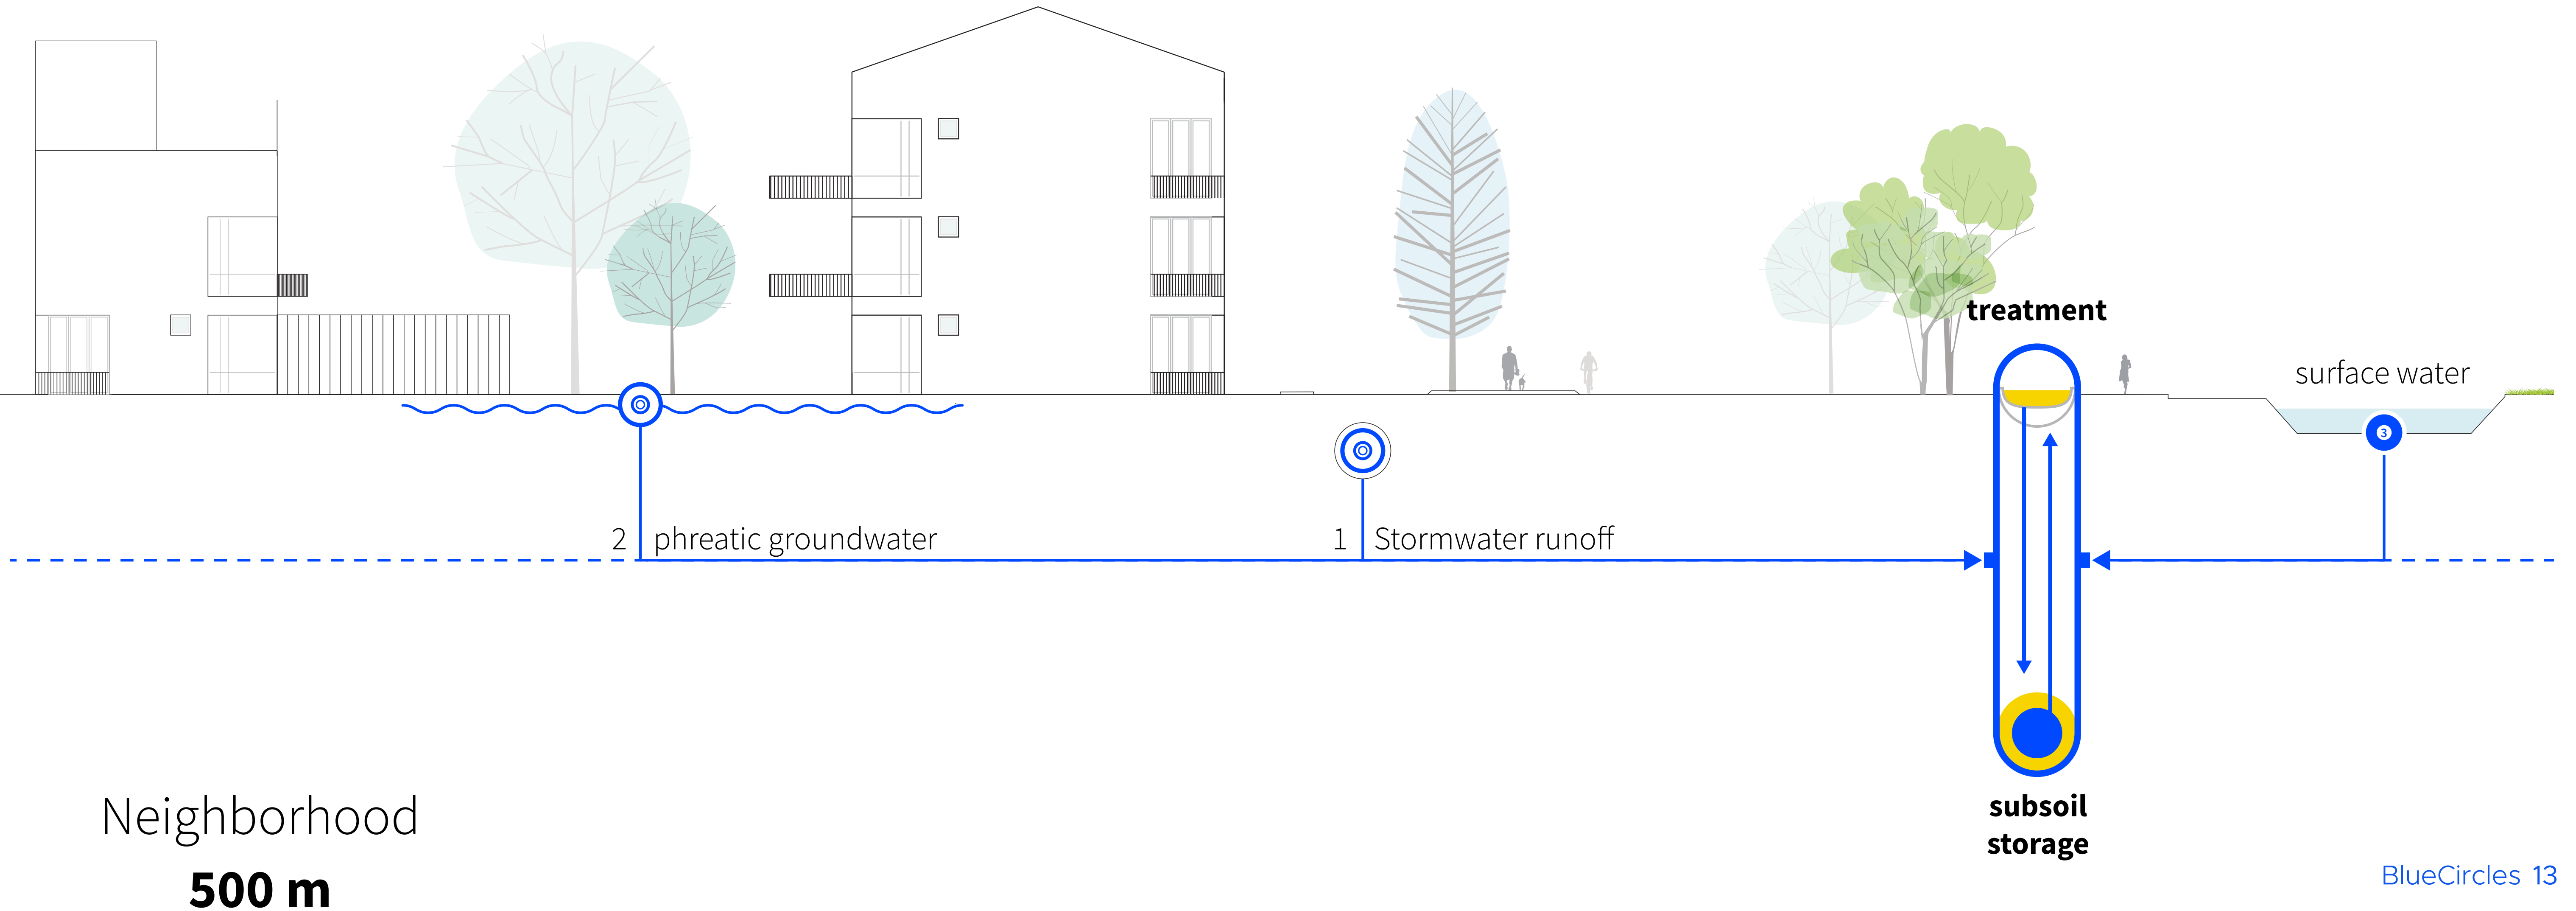 treatment
surface water
3
2 phreatic groundwater
1 Stormwater runoff
subsoil
storage
Neighborhood
500 m
BlueCircles 13